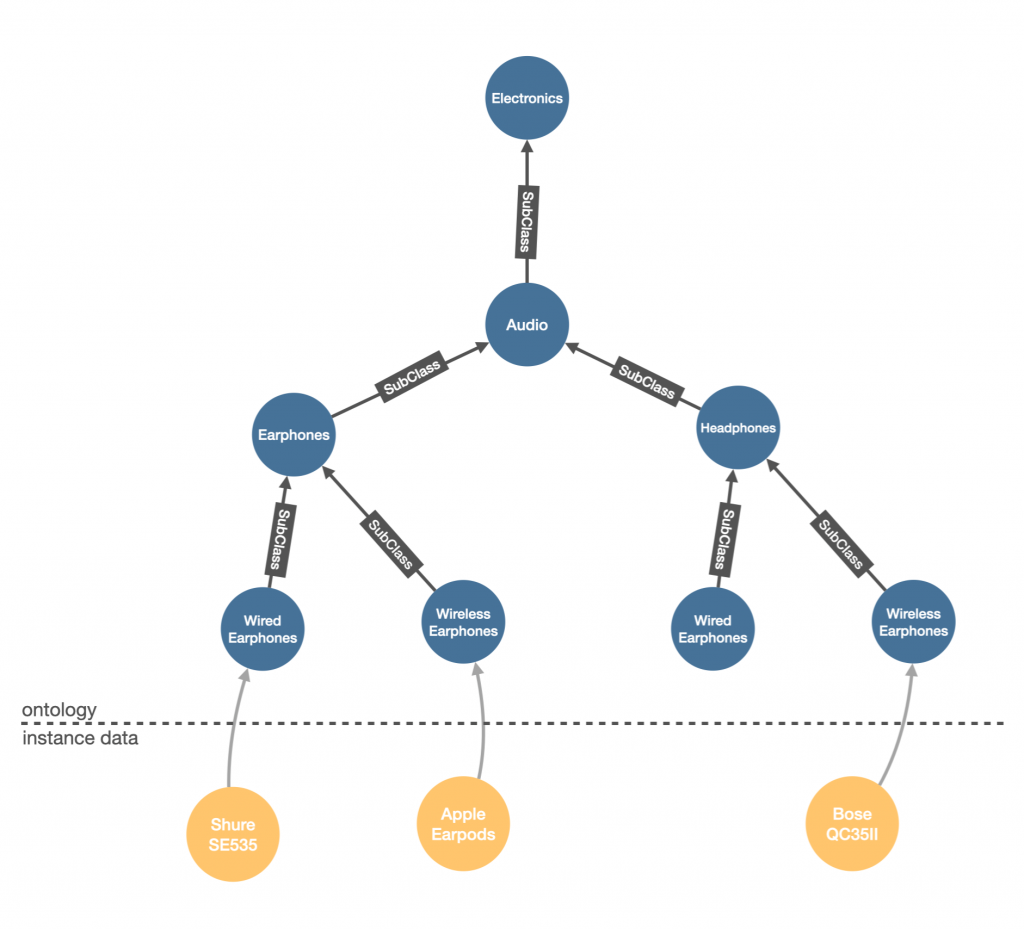 Electronics
SubClass
Audio
SubClass
SubClass
Earphones
Headphones
SubClass
SubClass
SubClass
SubClass
Wired
Earphones
Wireless
Earphones
Wired
Earphones
Wireless
Earphones
ontology
instance data
Shure
SE535
Apple
Earpods
Bose
QC35II